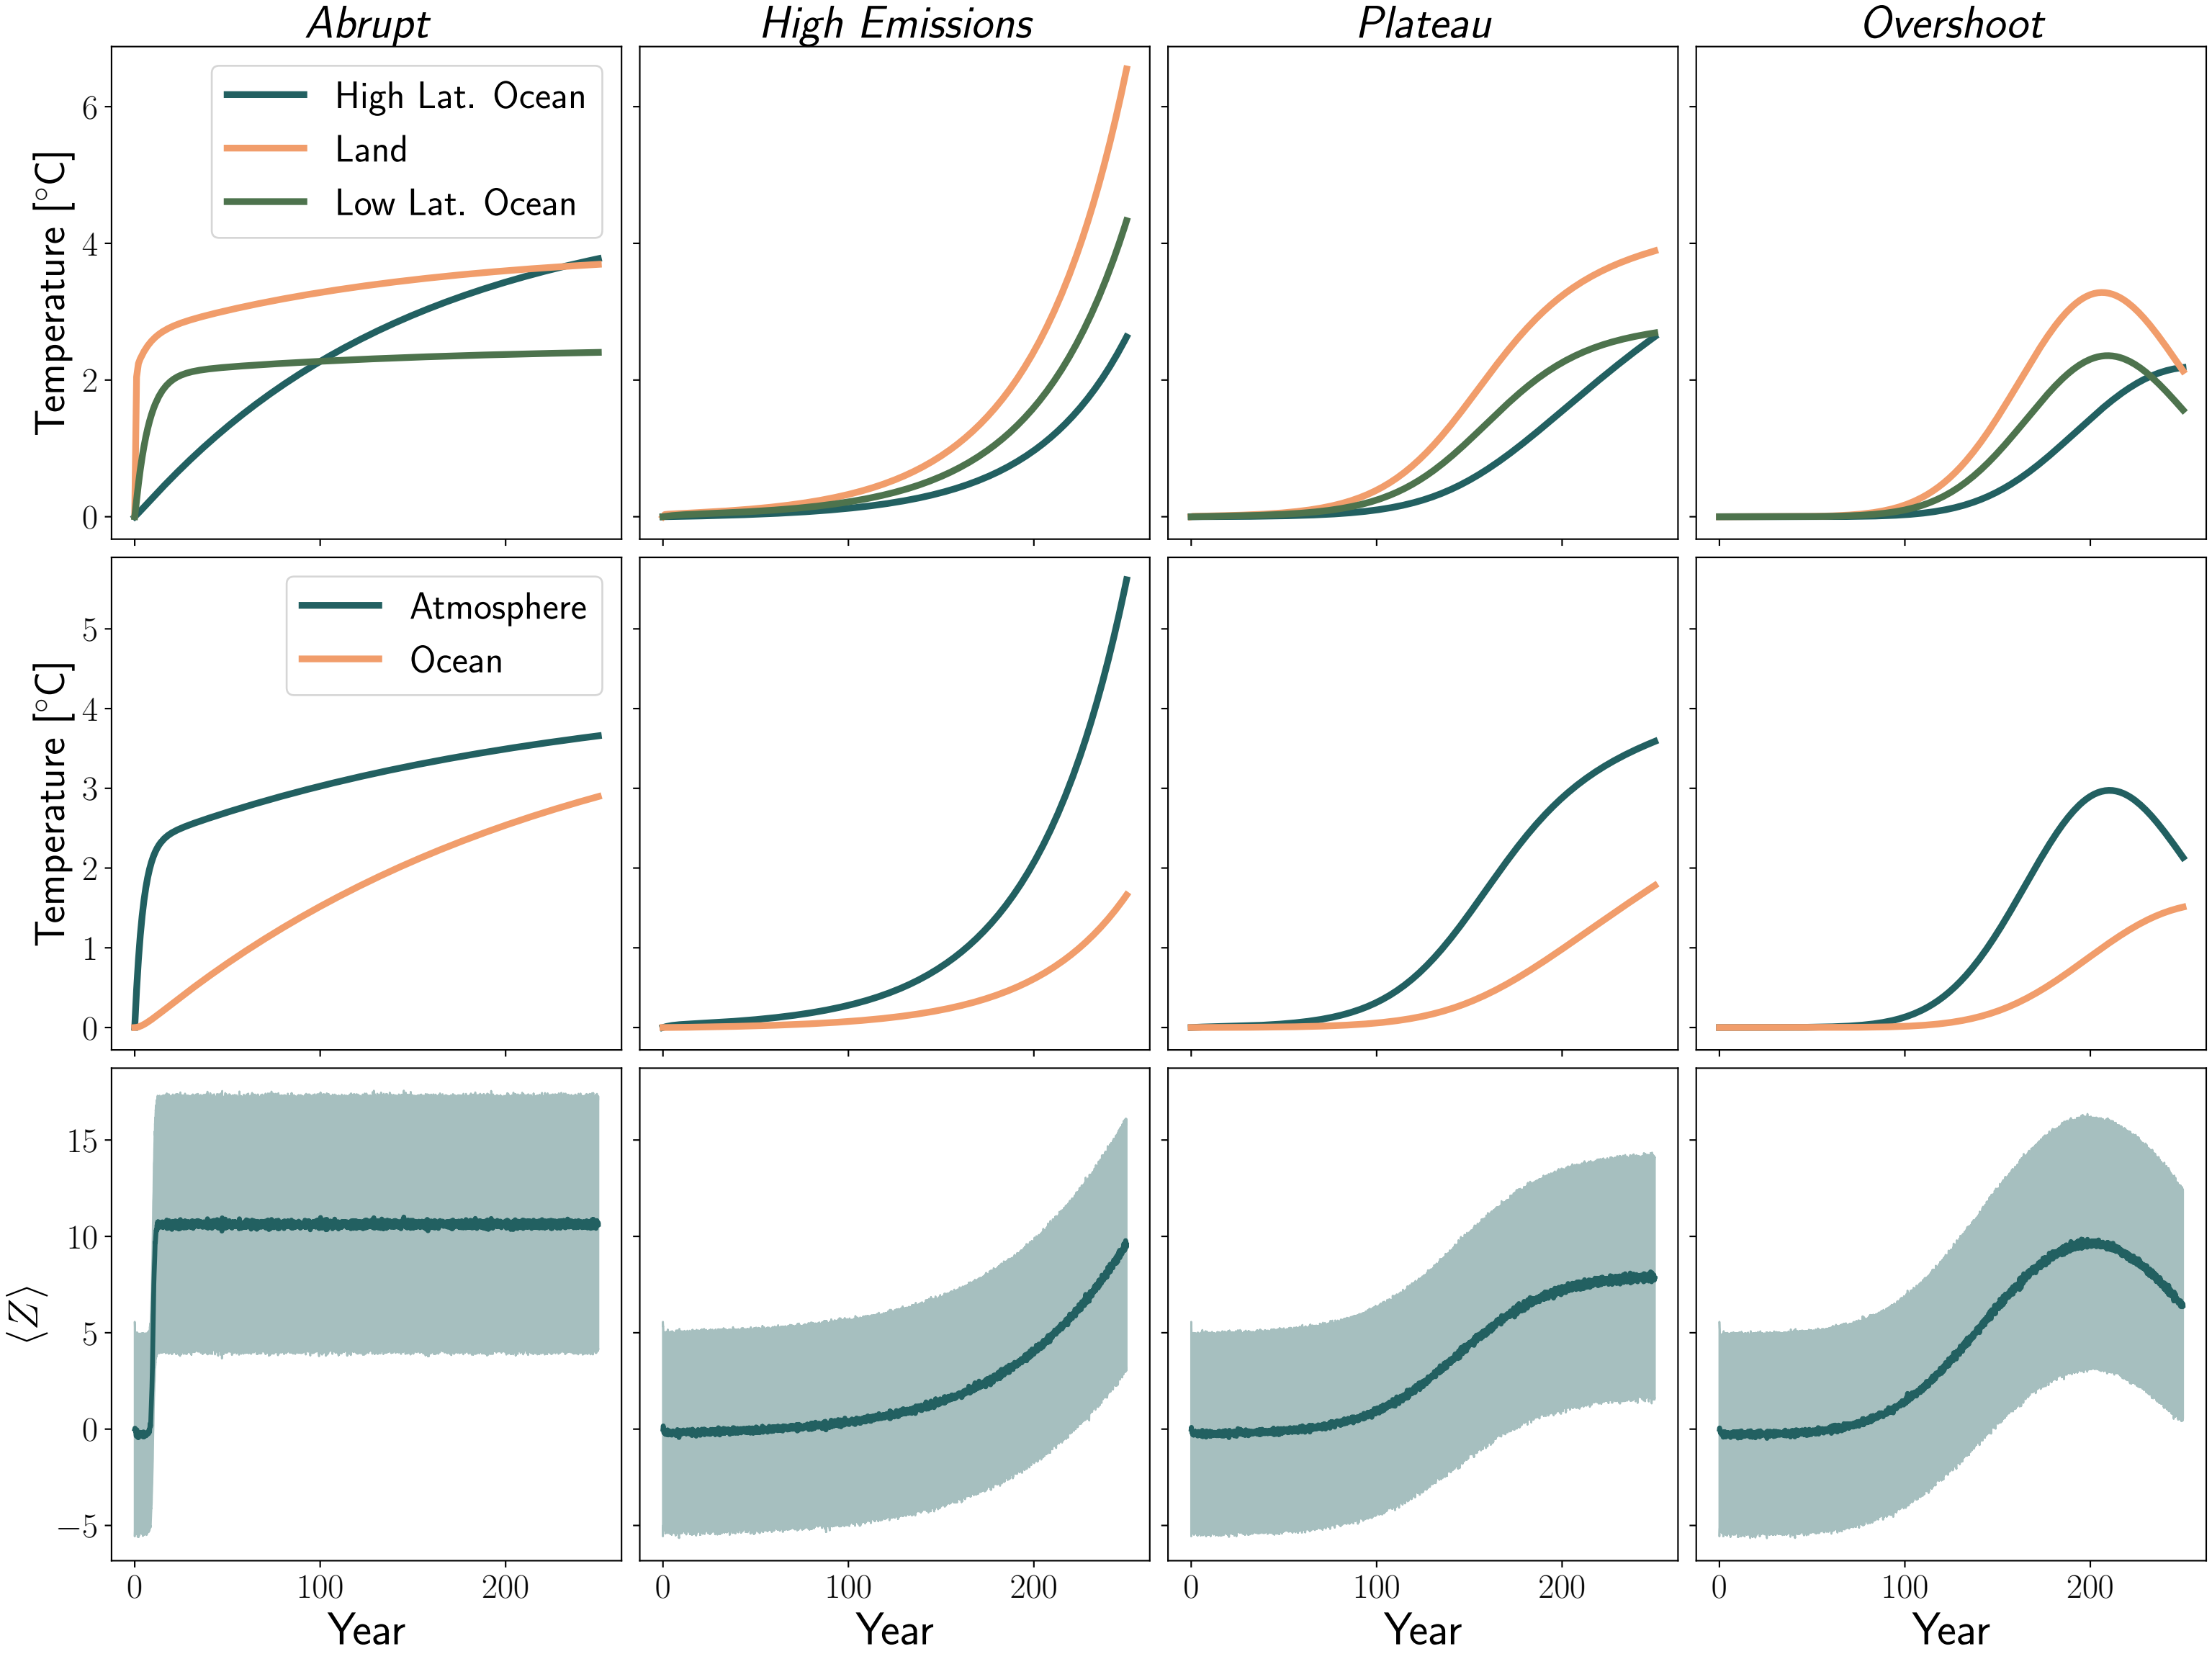 Abrupt High Emissions Plateau Overshoot
Temperature [°C]
6
4
2
0
High Lat. Ocean
Land
Low Lat. Ocean
Temperature [°C]
5
4
3
2
1
0
Atmosphere
Ocean
⟨Z⟩
15
10
5
0
−5
0 100 200 0 100 200 0 100 200 0 100 200
Year Year Year Year